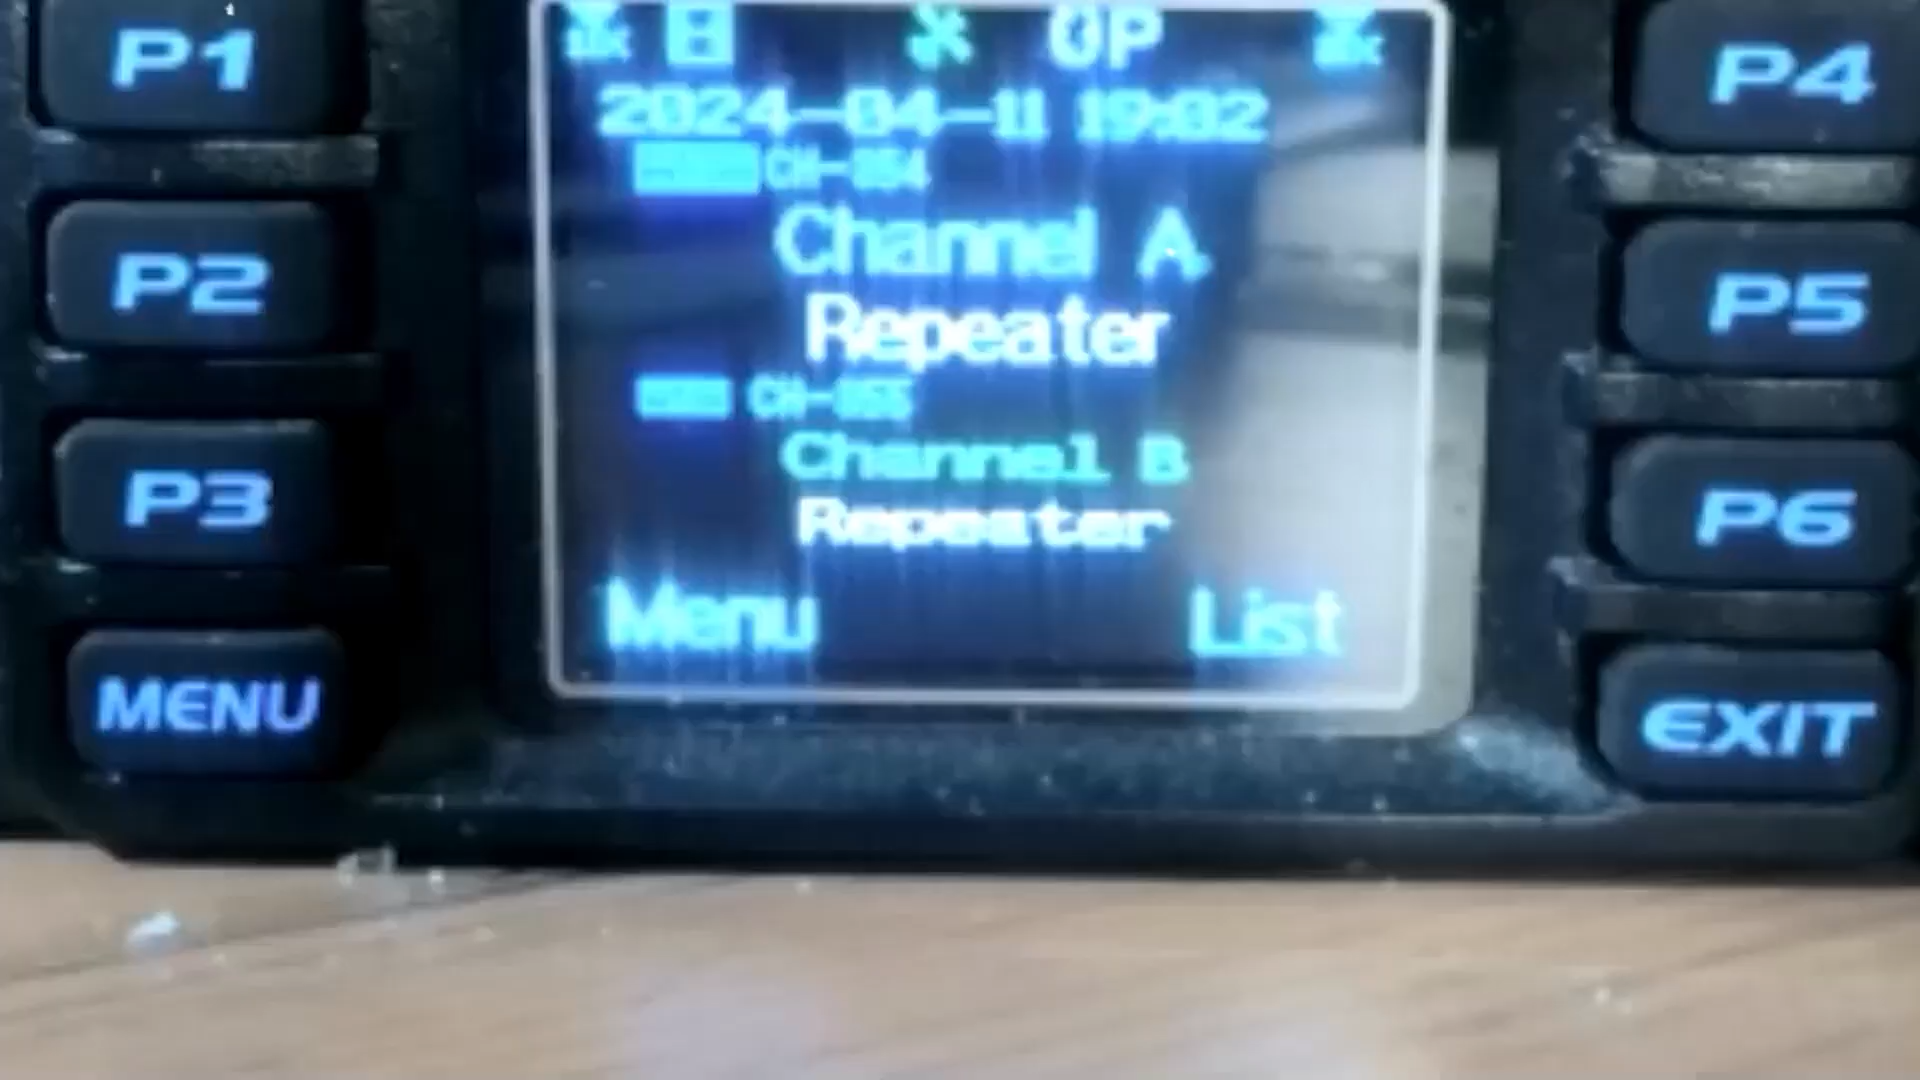 P1
P4
2024-04-11 19:02
CH-054
Channel A
P2
P5
Repeater
CH-055
Channel B
P3
P6
Repeater
Menu
List
MENU
EXIT